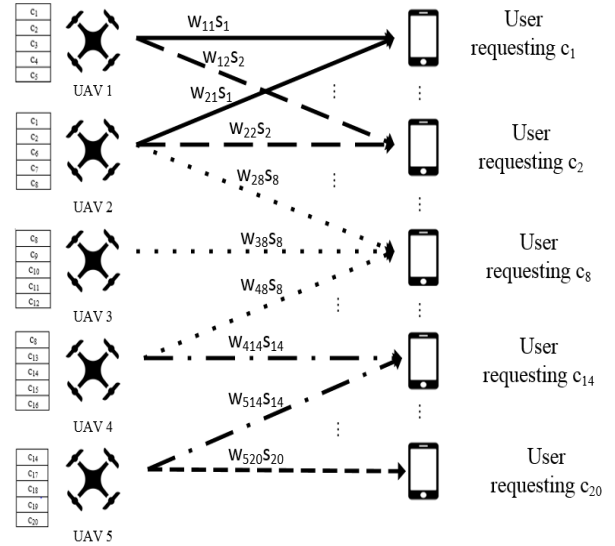 c1
c2
c3
c4
c5
UAV 1
w11s1
w12s2
w21s1
User
requesting c1
c1
c2
c6
c7
c8
UAV 2
w22s2
w28s8
User
requesting c2
c8
c9
c10
c11
c12
UAV 3
w38s8
w48s8
User
requesting c8
c8
c13
c14
c15
c16
UAV 4
w414s14
w514s14
User
requesting c14
c14
c17
c18
c19
c20
UAV 5
w520s20
User
requesting c20